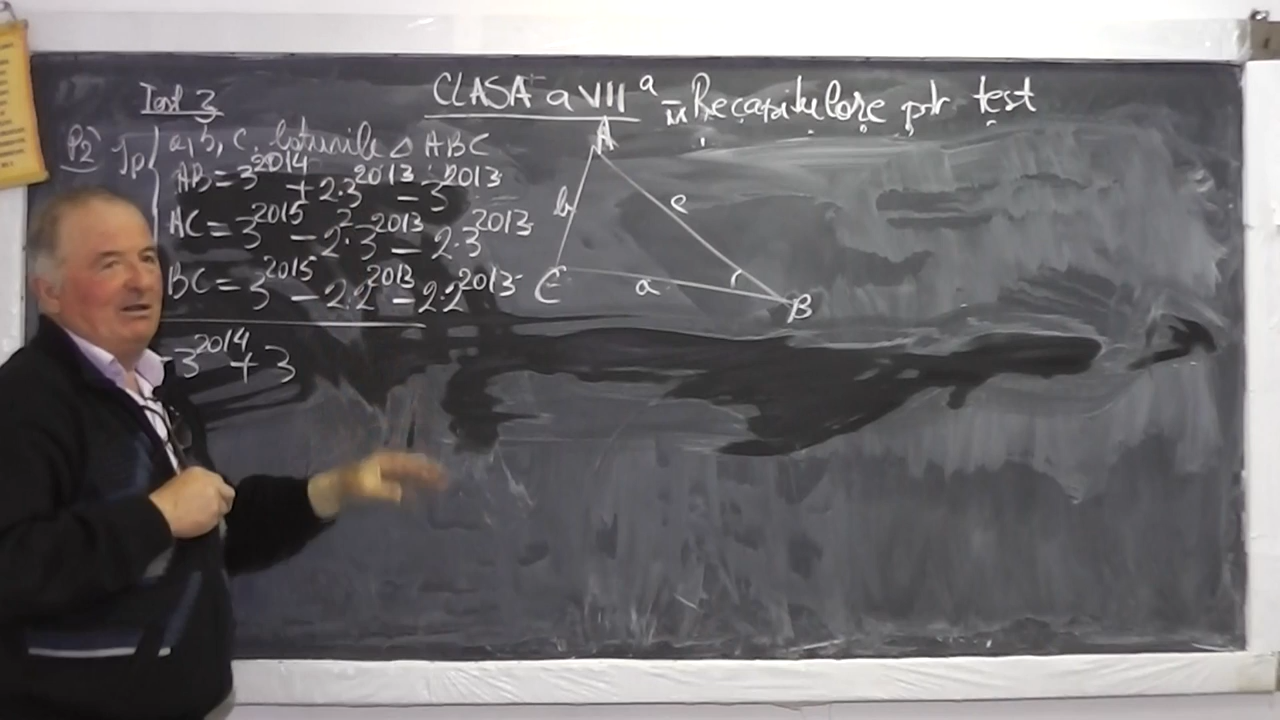 Test 3
CLASA a VII a - Recapitulare ptr test
P2) Ip a, b, c. laturile △ ABC
AB = 3^2014 + 2·3^2013 - 3^2013
AC = 3^2015 - 2^2·3^2013 - 2·3^2013
BC = 3^2015 - 2·2^2013 - 2·2^2013
3^2014 + 3
A
b
c
C
a
B